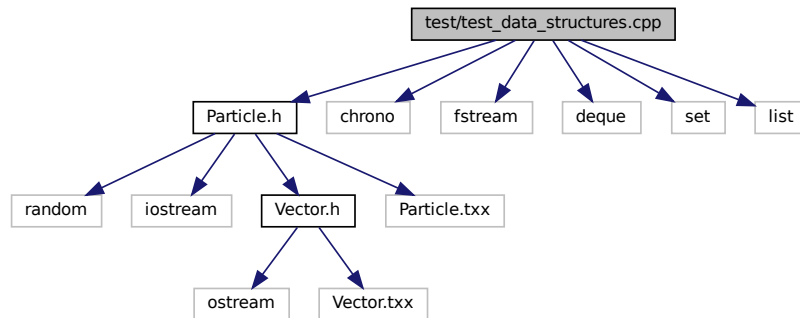 test/test_data_structures.cpp
Particle.h
chrono
fstream
deque
set
list
random
iostream
Vector.h
Particle.txx
ostream
Vector.txx